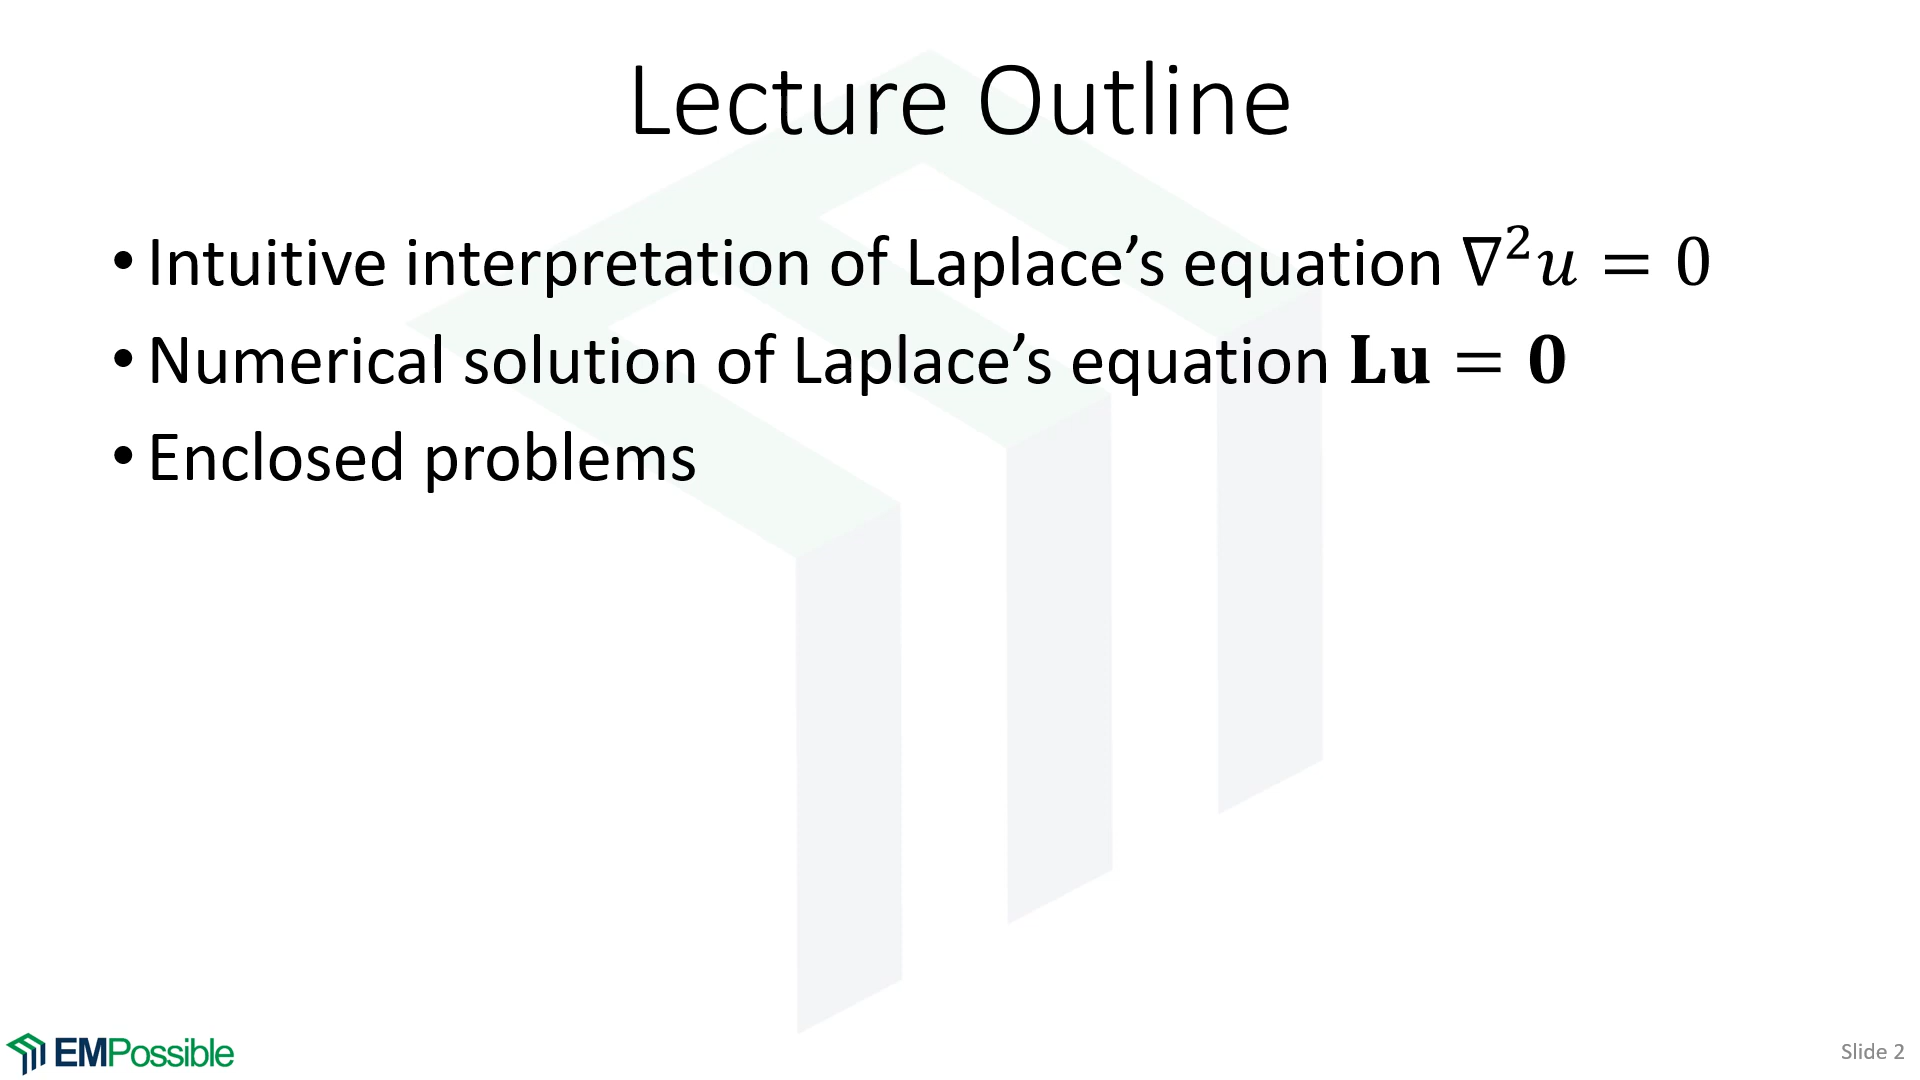 Lecture Outline
• Intuitive interpretation of Laplace’s equation ∇²u = 0
• Numerical solution of Laplace’s equation Lu = 0
• Enclosed problems
EMPossible
Slide 2